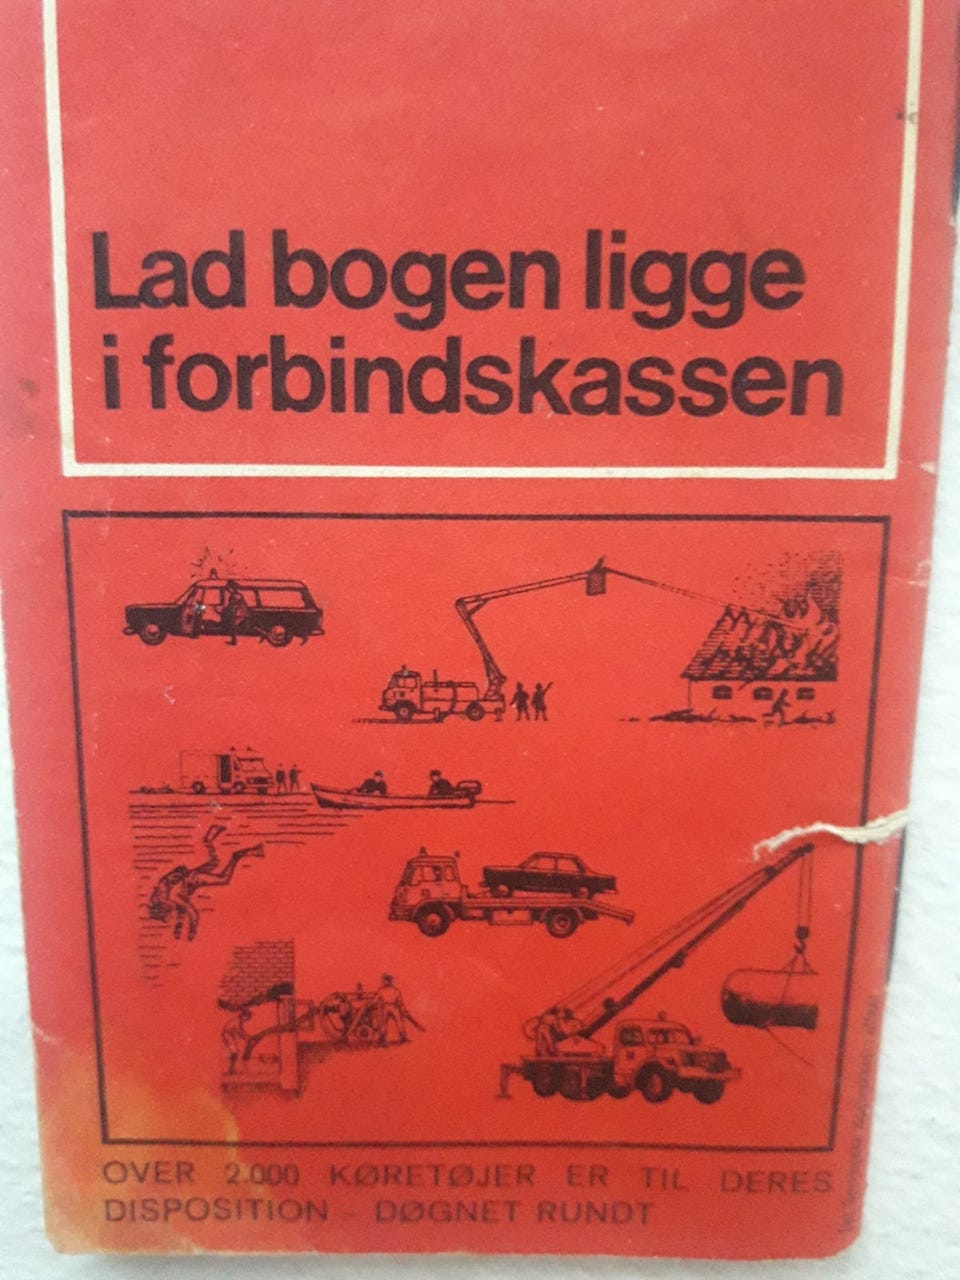 Lad bogen ligge
i forbindskassen
OVER 2.000 KØRETØJER ER TIL DERES
DISPOSITION - DØGNET RUNDT